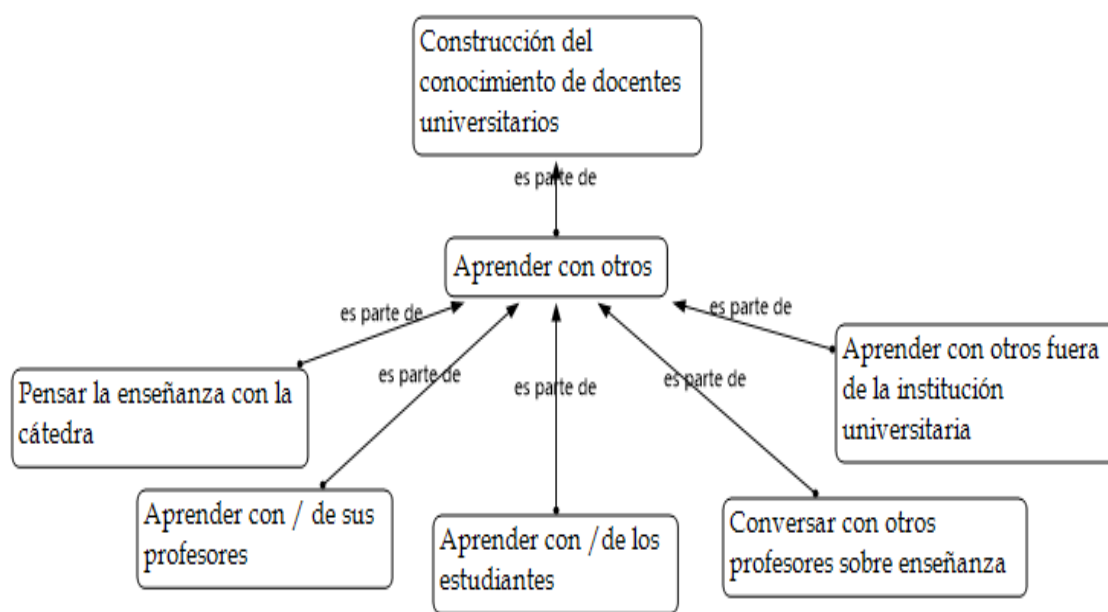 Construcción del
conocimiento de docentes
universitarios
es parte de
Aprender con otros
es parte de
es parte de
es parte de
es parte de
es parte de
Pensar la enseñanza con la
cátedra
Aprender con / de sus
profesores
Aprender con /de los
estudiantes
Conversar con otros
profesores sobre enseñanza
Aprender con otros fuera
de la institución
universitaria